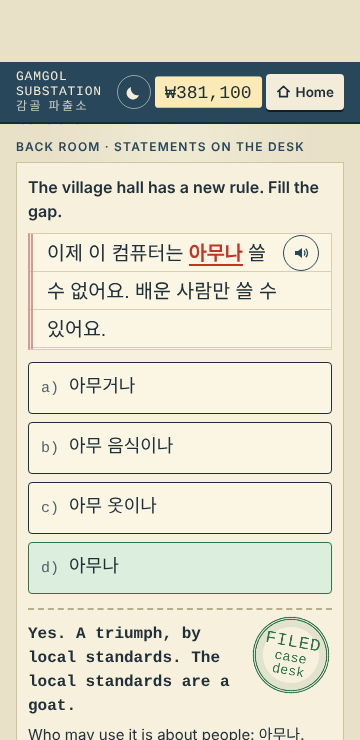 GAMGOL
SUBSTATION
감골 파출소
₩381,100
Home
BACK ROOM · STATEMENTS ON THE DESK
The village hall has a new rule. Fill the
gap.
이제 이 컴퓨터는 아무나 쓸
수 없어요. 배운 사람만 쓸 수
있어요.
a) 아무거나
b) 아무 음식이나
c) 아무 옷이나
d) 아무나
Yes. A triumph, by
local standards. The
local standards are a
goat.
FILED
case
desk
Who may use it is about people: 아무나.